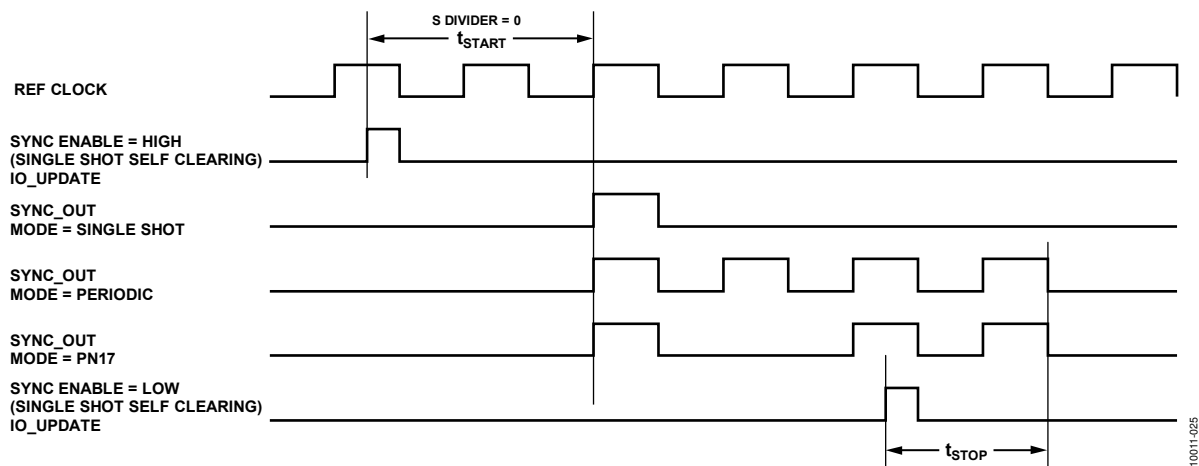 S DIVIDER = 0
tSTART
REF CLOCK
SYNC ENABLE = HIGH
(SINGLE SHOT SELF CLEARING)
IO_UPDATE
SYNC_OUT
MODE = SINGLE SHOT
SYNC_OUT
MODE = PERIODIC
SYNC_OUT
MODE = PN17
SYNC ENABLE = LOW
(SINGLE SHOT SELF CLEARING)
IO_UPDATE
tSTOP
10011-025